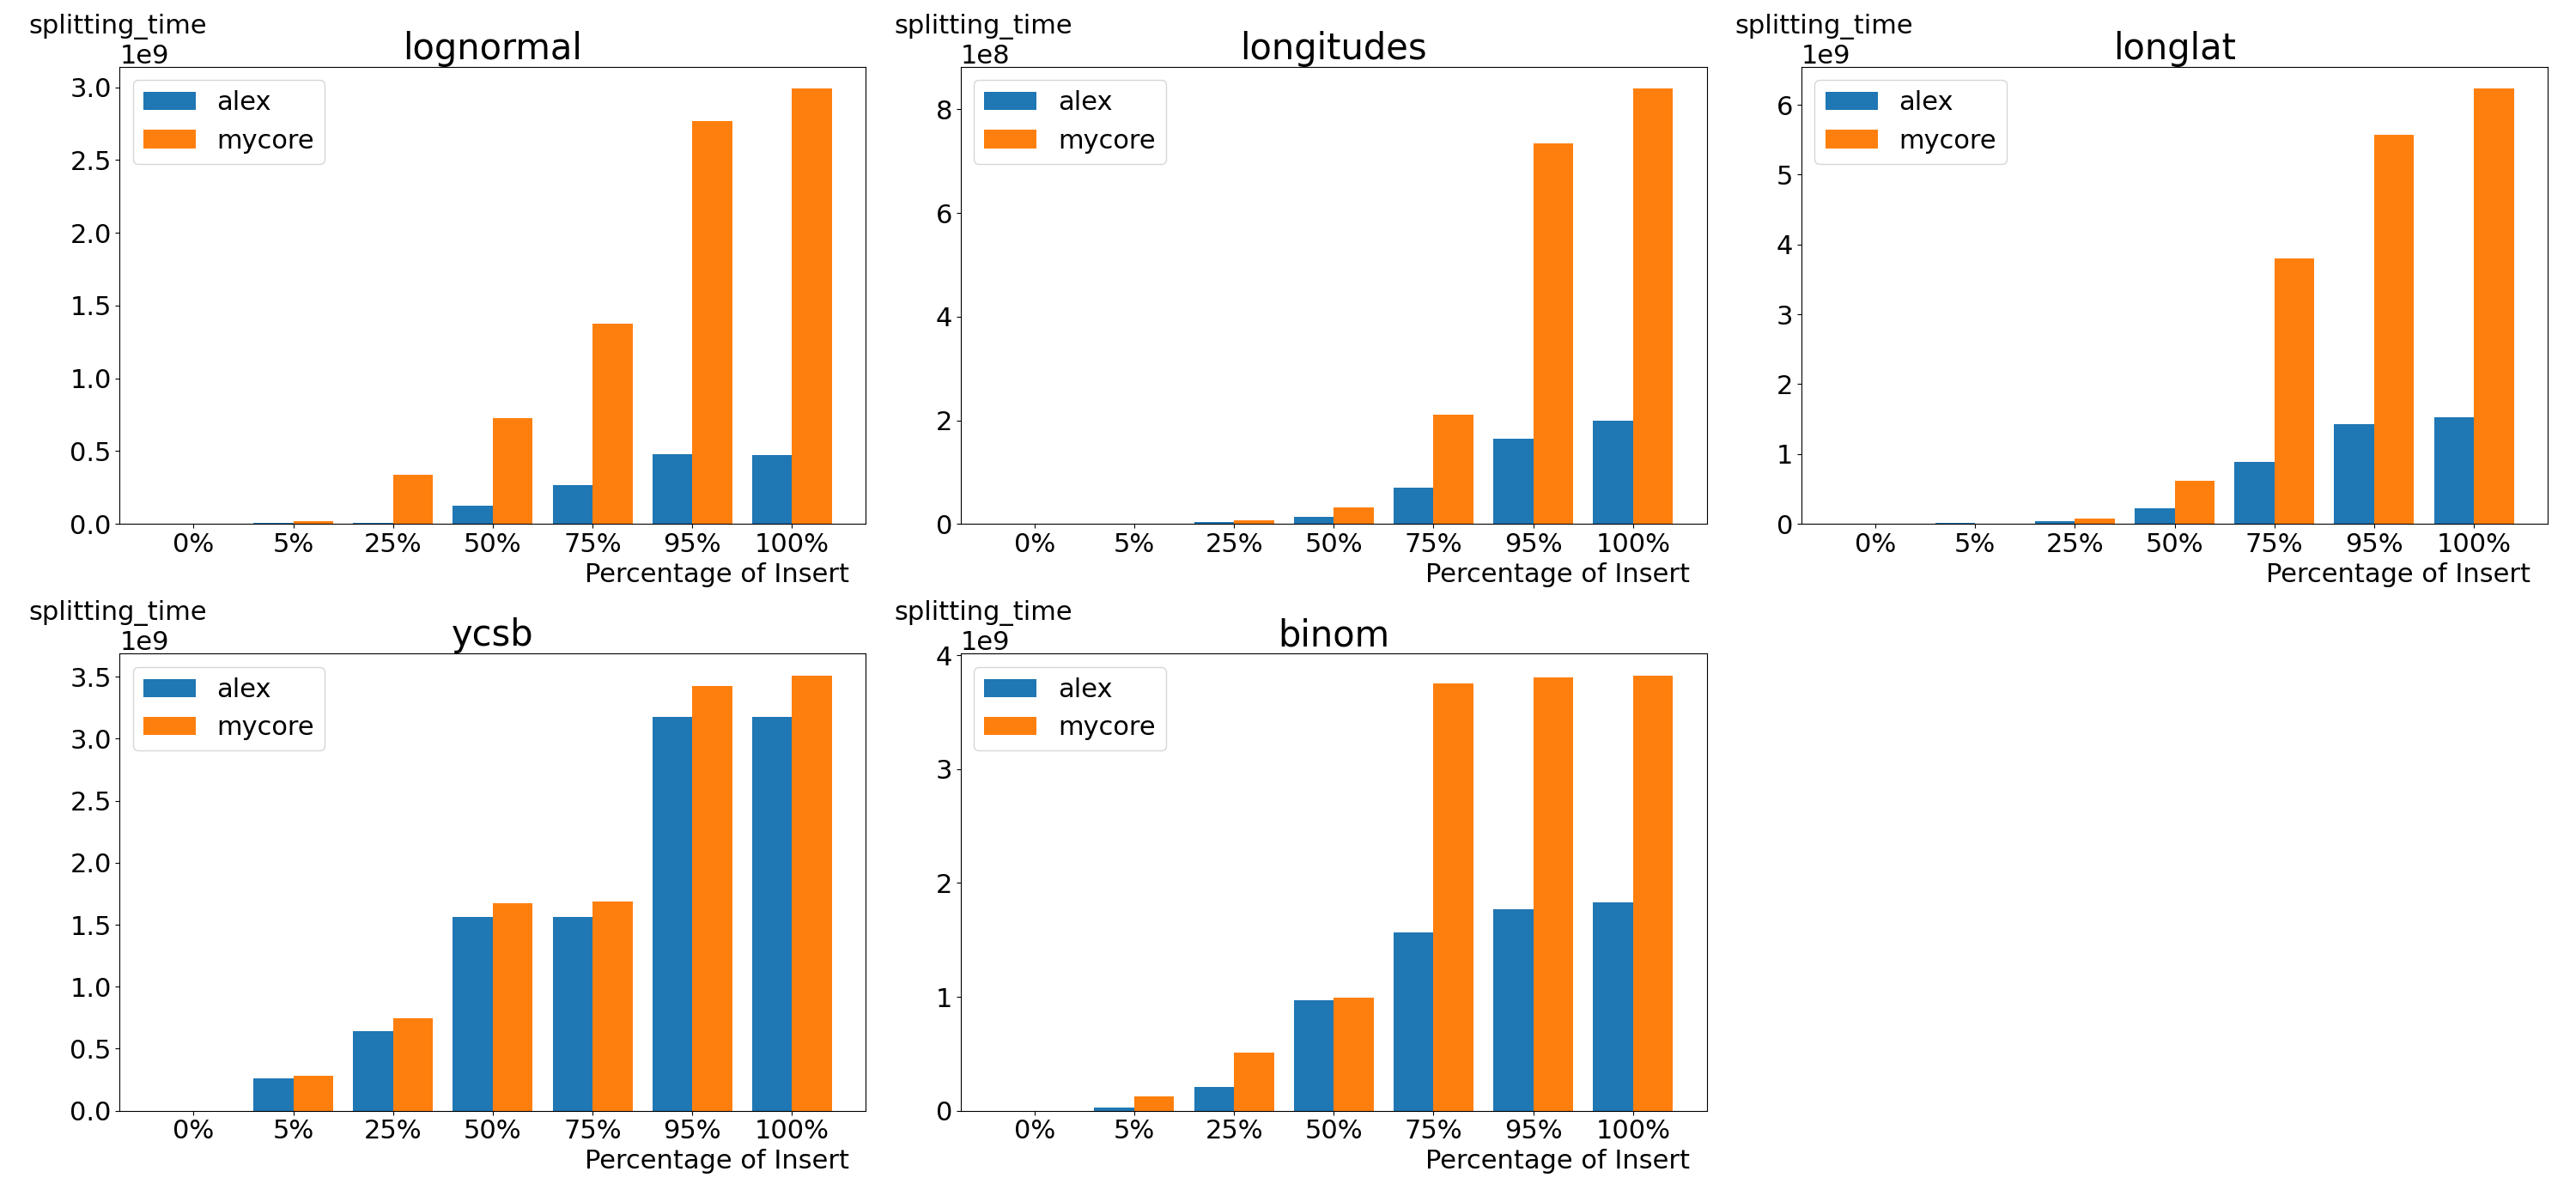 splitting_time
1e9
lognormal
alex
mycore
3.0
2.5
2.0
1.5
1.0
0.5
0.0
0% 5% 25% 50% 75% 95% 100%
Percentage of Insert
splitting_time
1e8
longitudes
alex
mycore
8
6
4
2
0
0% 5% 25% 50% 75% 95% 100%
Percentage of Insert
splitting_time
1e9
longlat
alex
mycore
6
5
4
3
2
1
0
0% 5% 25% 50% 75% 95% 100%
Percentage of Insert
splitting_time
1e9
ycsb
alex
mycore
3.5
3.0
2.5
2.0
1.5
1.0
0.5
0.0
0% 5% 25% 50% 75% 95% 100%
Percentage of Insert
splitting_time
1e9
binom
alex
mycore
4
3
2
1
0
0% 5% 25% 50% 75% 95% 100%
Percentage of Insert